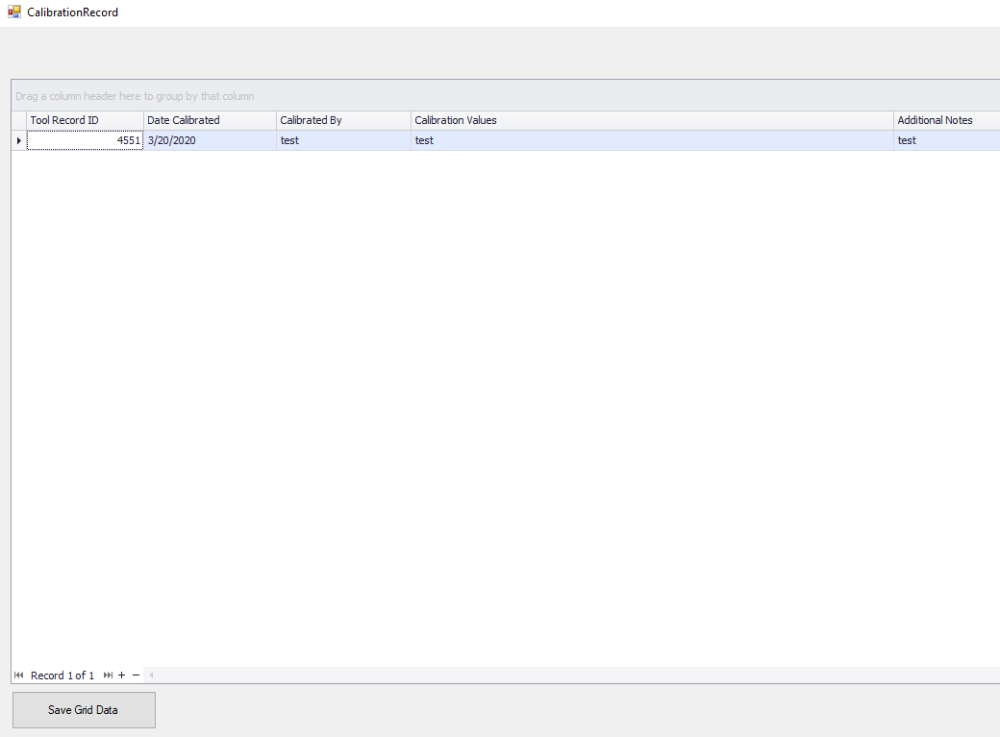 CalibrationRecord
Drag a column header here to group by that column
Tool Record ID Date Calibrated Calibrated By Calibration Values Additional Notes
4551 3/20/2020 test test test
Record 1 of 1
Save Grid Data